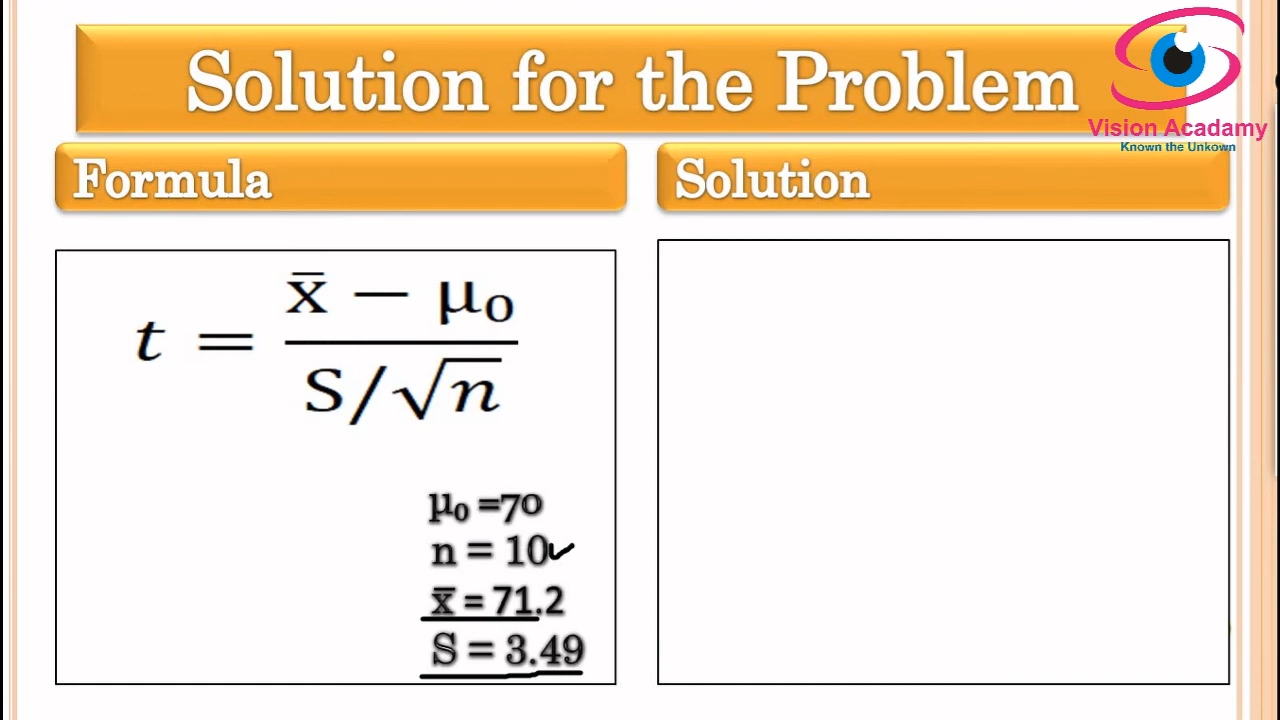 Solution for the Problem
Vision Acadamy
Known the Unkown
Formula
Solution
t = (x̄ − μ₀) / (S/√n)
μ₀ =70
n = 10
x̄ = 71.2
S = 3.49